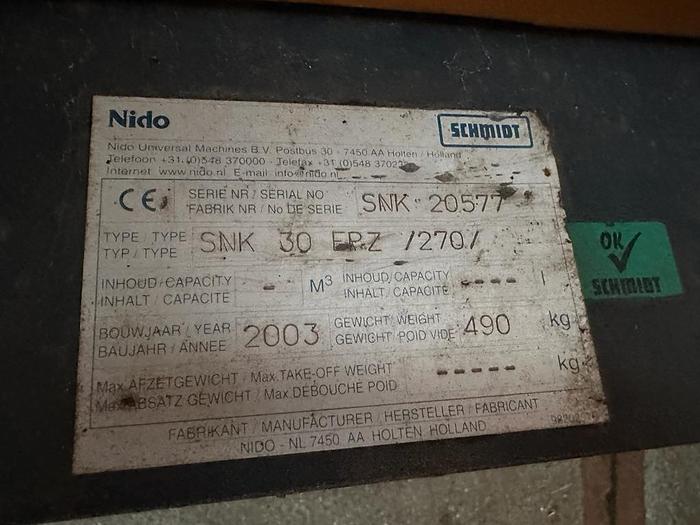 Nido
SCHMIDT
Nido Universal Machines B.V. Postbus 30 - 7450 AA Holten / Holland
Telefoon +31 (0)548 370000 - Telefax +31 (0)548 37022
Internet www.nido.nl E-mail info@nido.nl
CE SERIE NR / SERIAL NO SNK 20577
FABRIK NR / No DE SERIE
TYPE / TYPE SNK 30 EPZ /270/
TYP / TYPE
INHOUD / CAPACITY - M3 INHOUD / CAPACITY ---- l
INHALT / CAPACITE INHALT / CAPACITE
BOUWJAAR / YEAR 2003 GEWICHT / WEIGHT 490 kg
BAUJAHR / ANNEE GEWICHT / POID VIDE
Max.AFZETGEWICHT / Max.TAKE-OFF WEIGHT ----- kg
Max.ABSATZ GEWICHT / Max.DEBOUCHE POID
FABRIKANT / MANUFACTURER / HERSTELLER / FABRICANT
NIDO - NL 7450 AA HOLTEN HOLLAND
OK
SCHMIDT